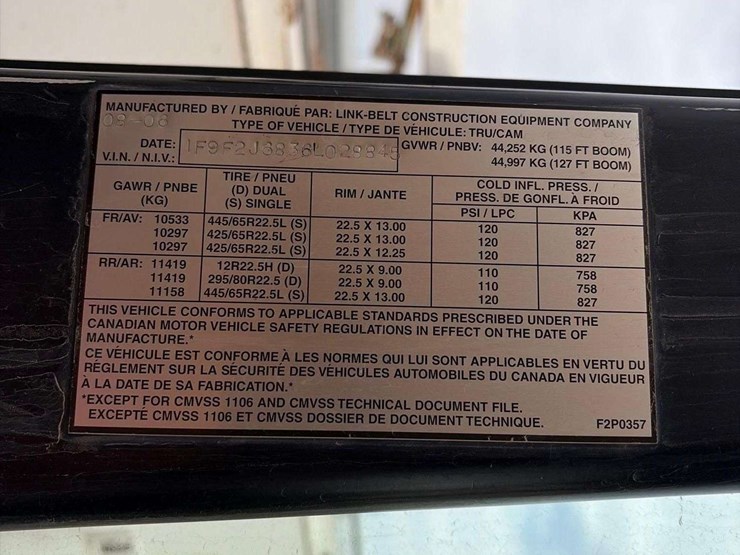 MANUFACTURED BY / FABRIQUÉ PAR: LINK-BELT CONSTRUCTION EQUIPMENT COMPANY
TYPE OF VEHICLE / TYPE DE VÉHICULE: TRU/CAM
DATE: GVWR / PNBV: 44,252 KG (115 FT BOOM)
V.I.N. / N.I.V.: 44,997 KG (127 FT BOOM)
GAWR / PNBE (KG) TIRE / PNEU (D) DUAL (S) SINGLE RIM / JANTE COLD INFL. PRESS. / PRESS. DE GONFL. À FROID
PSI / LPC KPA
FR/AV: 10533 445/65R22.5L (S) 22.5 X 13.00 120 827
10297 425/65R22.5L (S) 22.5 X 13.00 120 827
10297 425/65R22.5L (S) 22.5 X 12.25 120 827
RR/AR: 11419 12R22.5H (D) 22.5 X 9.00 110 758
11419 295/80R22.5 (D) 22.5 X 9.00 110 758
11158 445/65R22.5L (S) 22.5 X 13.00 120 827
THIS VEHICLE CONFORMS TO APPLICABLE STANDARDS PRESCRIBED UNDER THE
CANADIAN MOTOR VEHICLE SAFETY REGULATIONS IN EFFECT ON THE DATE OF
MANUFACTURE.*
CE VÉHICULE EST CONFORME À LES NORMES QUI LUI SONT APPLICABLES EN VERTU DU
RÉGLEMENT SUR LA SÉCURITÉ DES VÉHICULES AUTOMOBILES DU CANADA EN VIGUEUR
À LA DATE DE SA FABRICATION.*
*EXCEPT FOR CMVSS 1106 AND CMVSS TECHNICAL DOCUMENT FILE.
EXCEPTÉ CMVSS 1106 ET CMVSS DOSSIER DE DOCUMENT TECHNIQUE. F2P0357